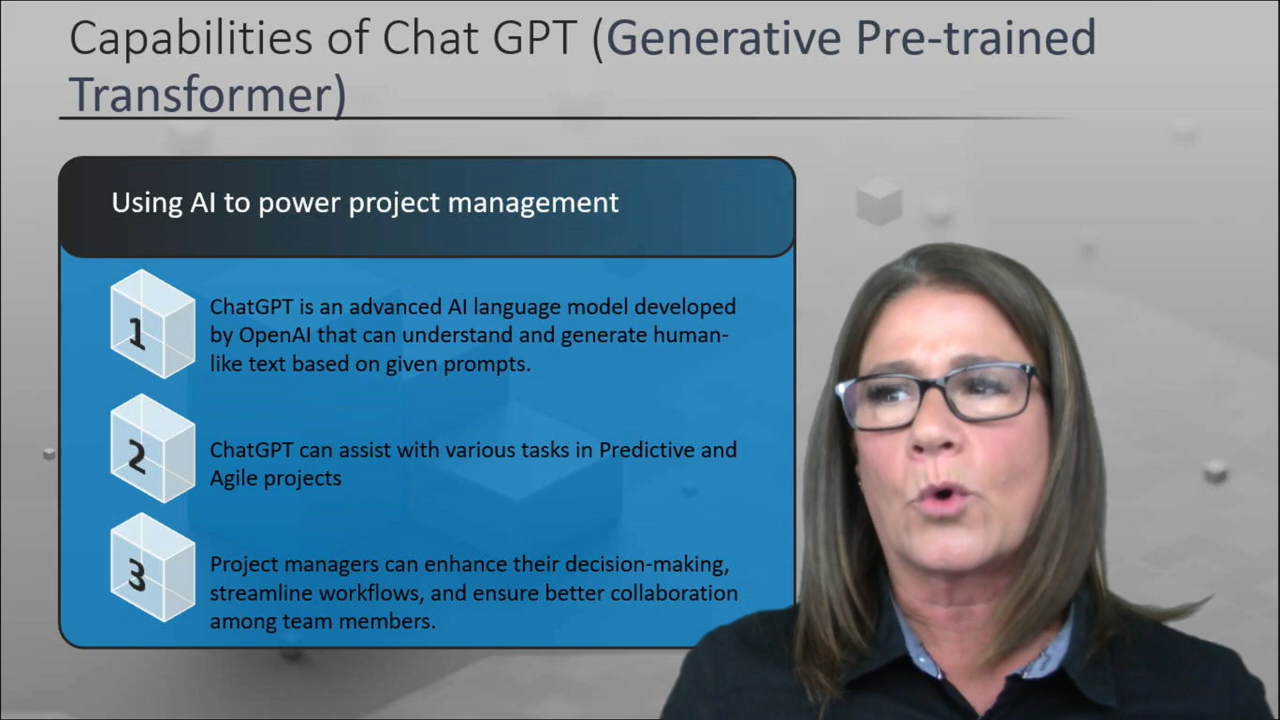 Capabilities of Chat GPT (Generative Pre-trained
Transformer)
Using AI to power project management
1
ChatGPT is an advanced AI language model developed
by OpenAI that can understand and generate human-
like text based on given prompts.
2
ChatGPT can assist with various tasks in Predictive and
Agile projects
3
Project managers can enhance their decision-making,
streamline workflows, and ensure better collaboration
among team members.